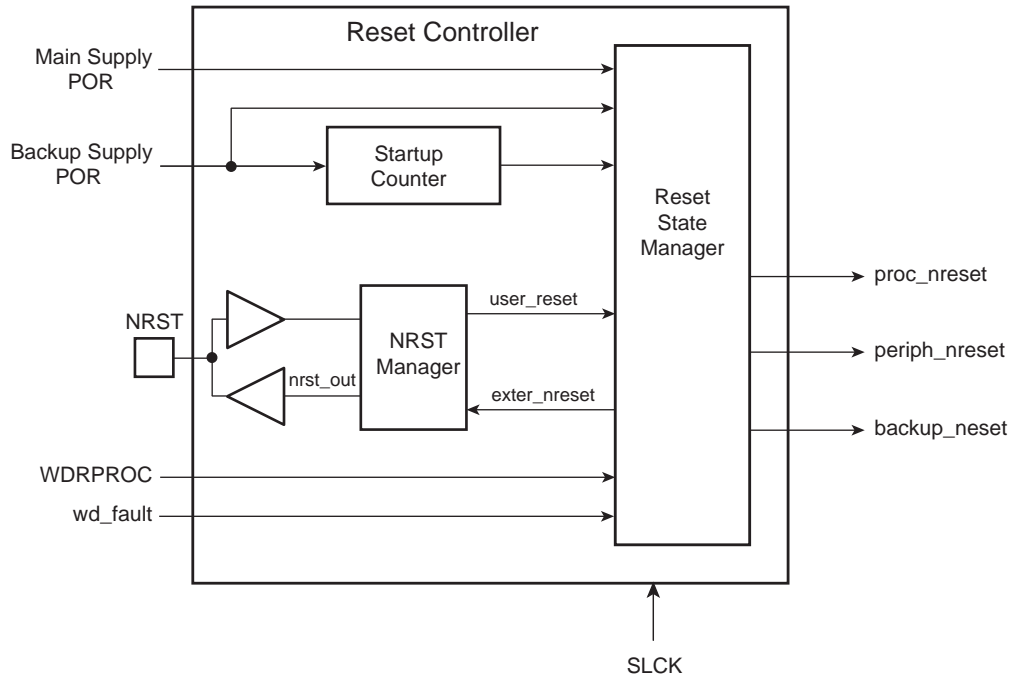 Reset Controller
Main Supply
POR
Backup Supply
POR
Startup
Counter
Reset
State
Manager
proc_nreset
user_reset
NRST
NRST
Manager
periph_nreset
nrst_out
exter_nreset
backup_neset
WDRPROC
wd_fault
SLCK